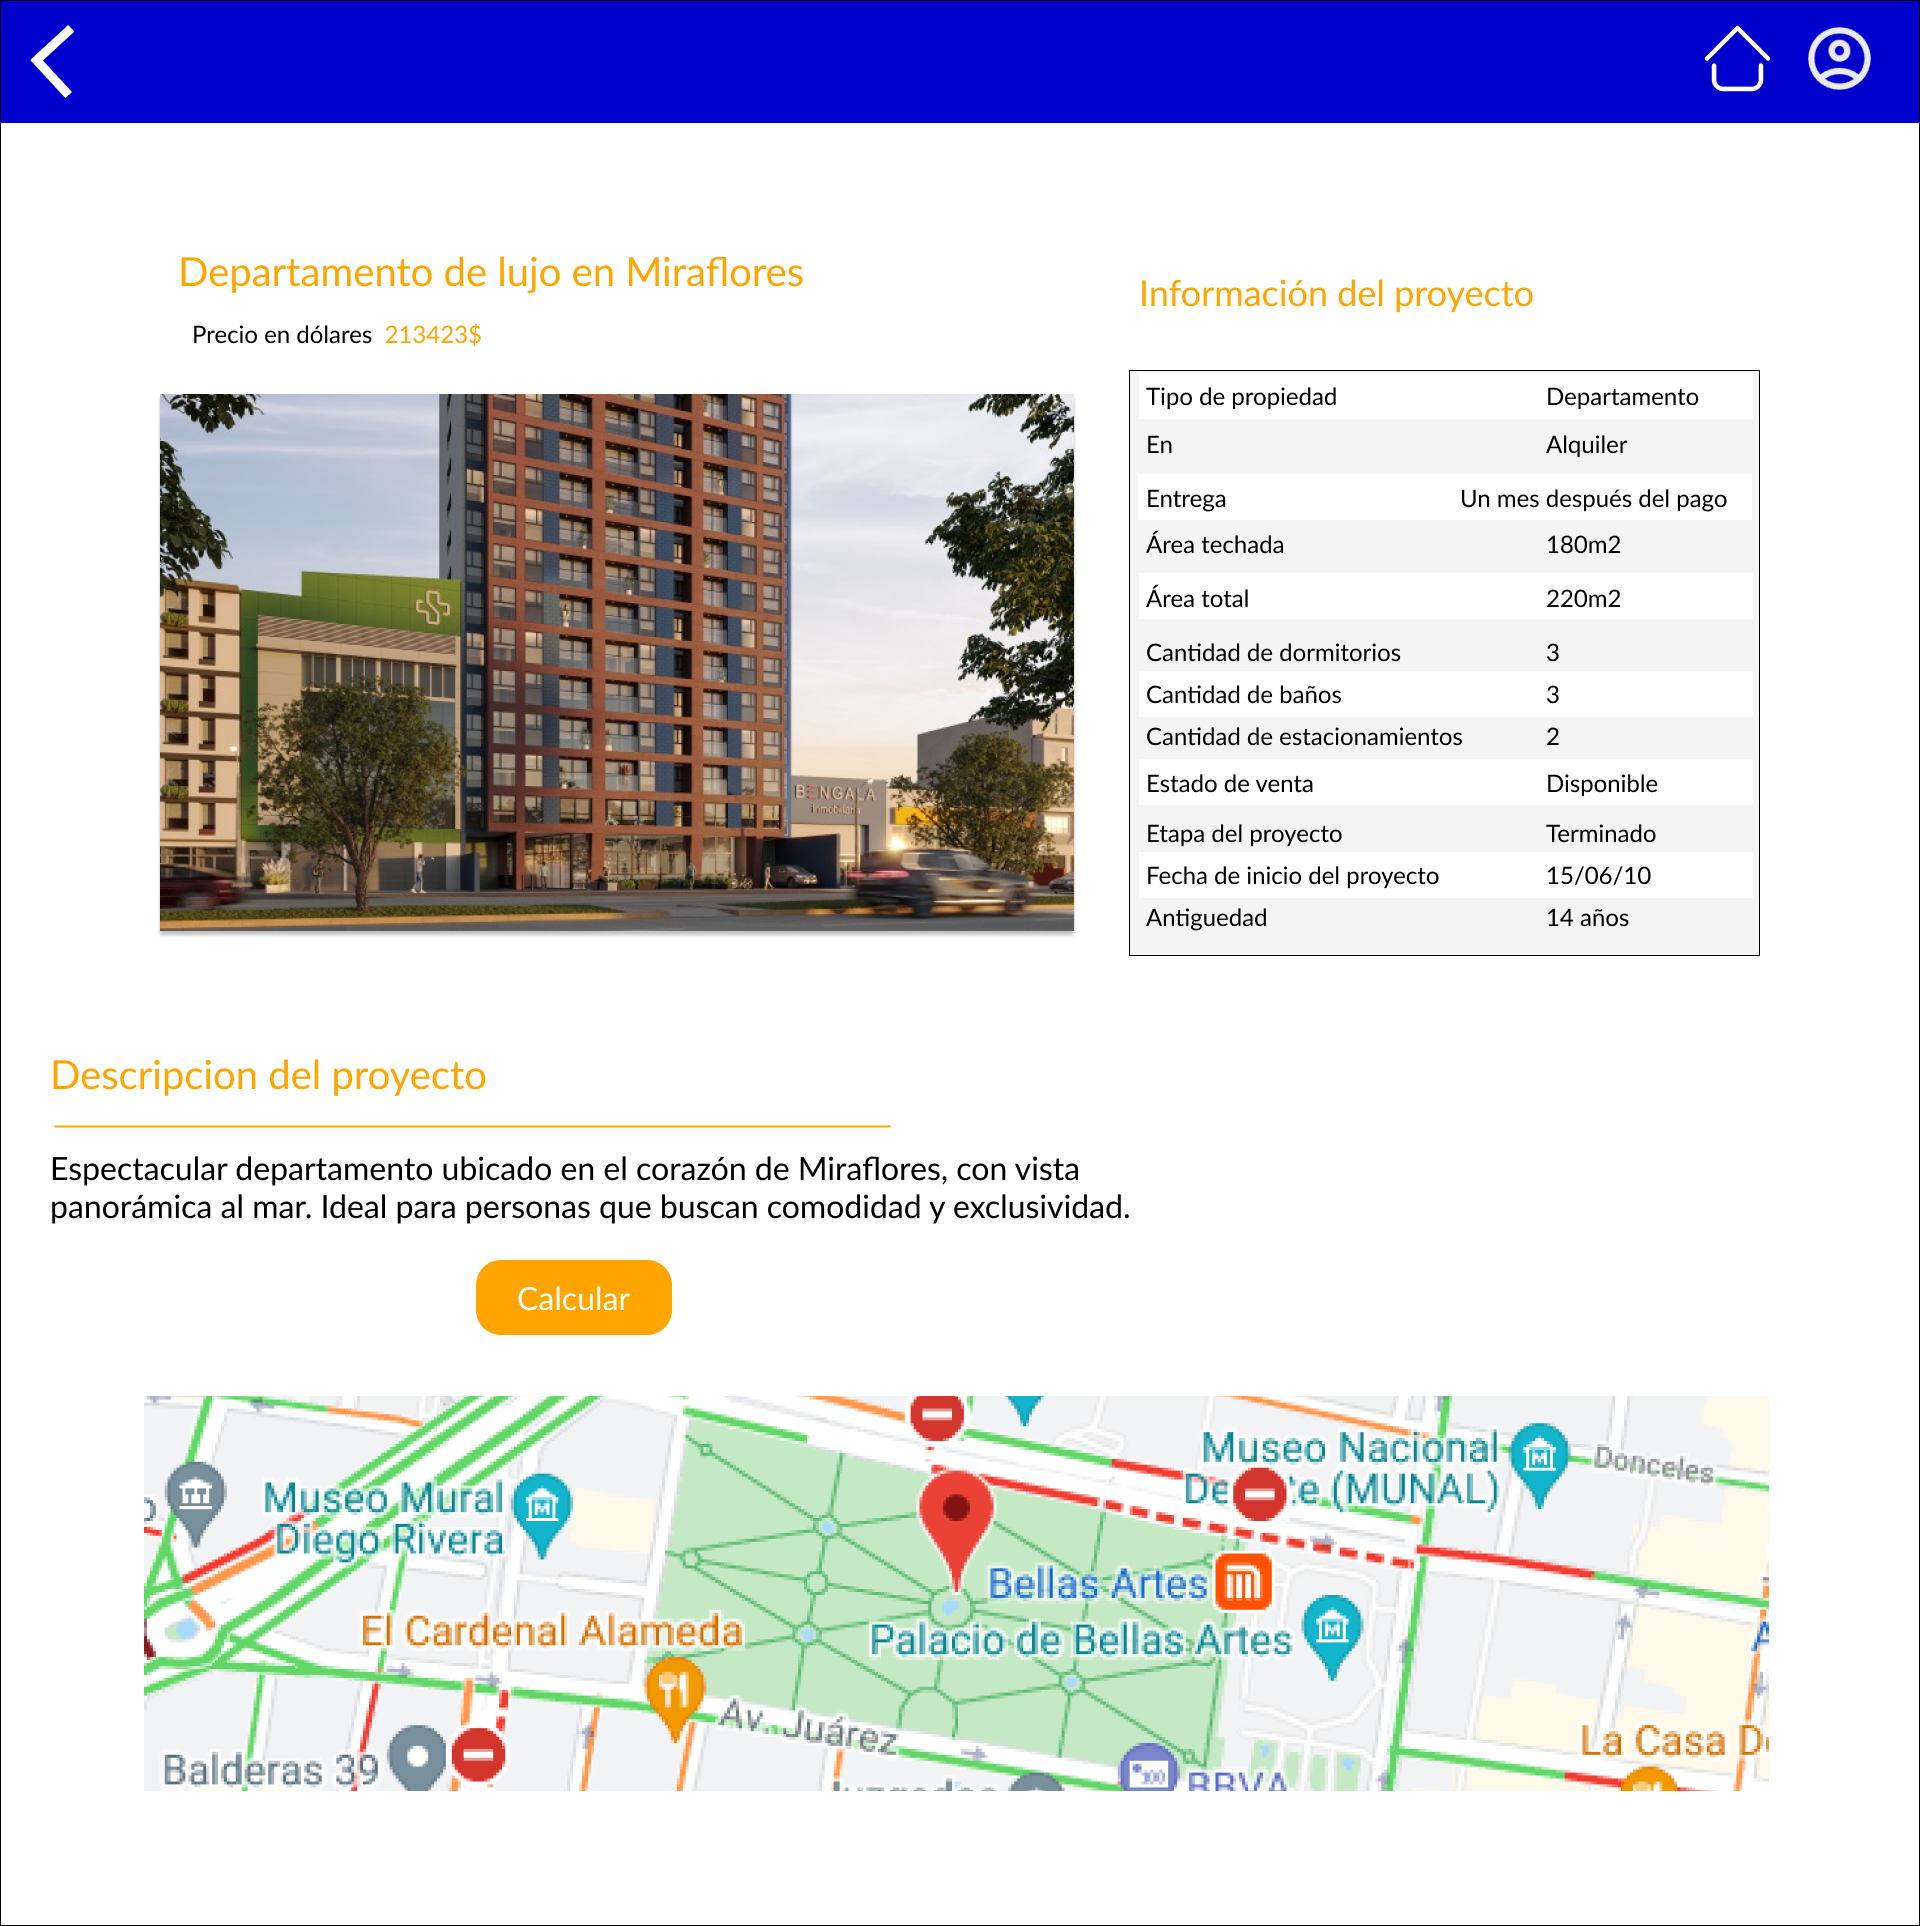 Departamento de lujo en Miraflores
Precio en dólares 213423$
BENGALA
inmobiliaria
Información del proyecto
Tipo de propiedad Departamento
En Alquiler
Entrega Un mes después del pago
Área techada 180m2
Área total 220m2
Cantidad de dormitorios 3
Cantidad de baños 3
Cantidad de estacionamientos 2
Estado de venta Disponible
Etapa del proyecto Terminado
Fecha de inicio del proyecto 15/06/10
Antiguedad 14 años
Descripcion del proyecto
Espectacular departamento ubicado en el corazón de Miraflores, con vista
panorámica al mar. Ideal para personas que buscan comodidad y exclusividad.
Calcular
Museo Nacional
De te (MUNAL)
Donceles
Museo Mural
Diego Rivera
Bellas Artes
Palacio de Bellas Artes
El Cardenal Alameda
Av. Juárez
La Casa D
Balderas 39
BBVA